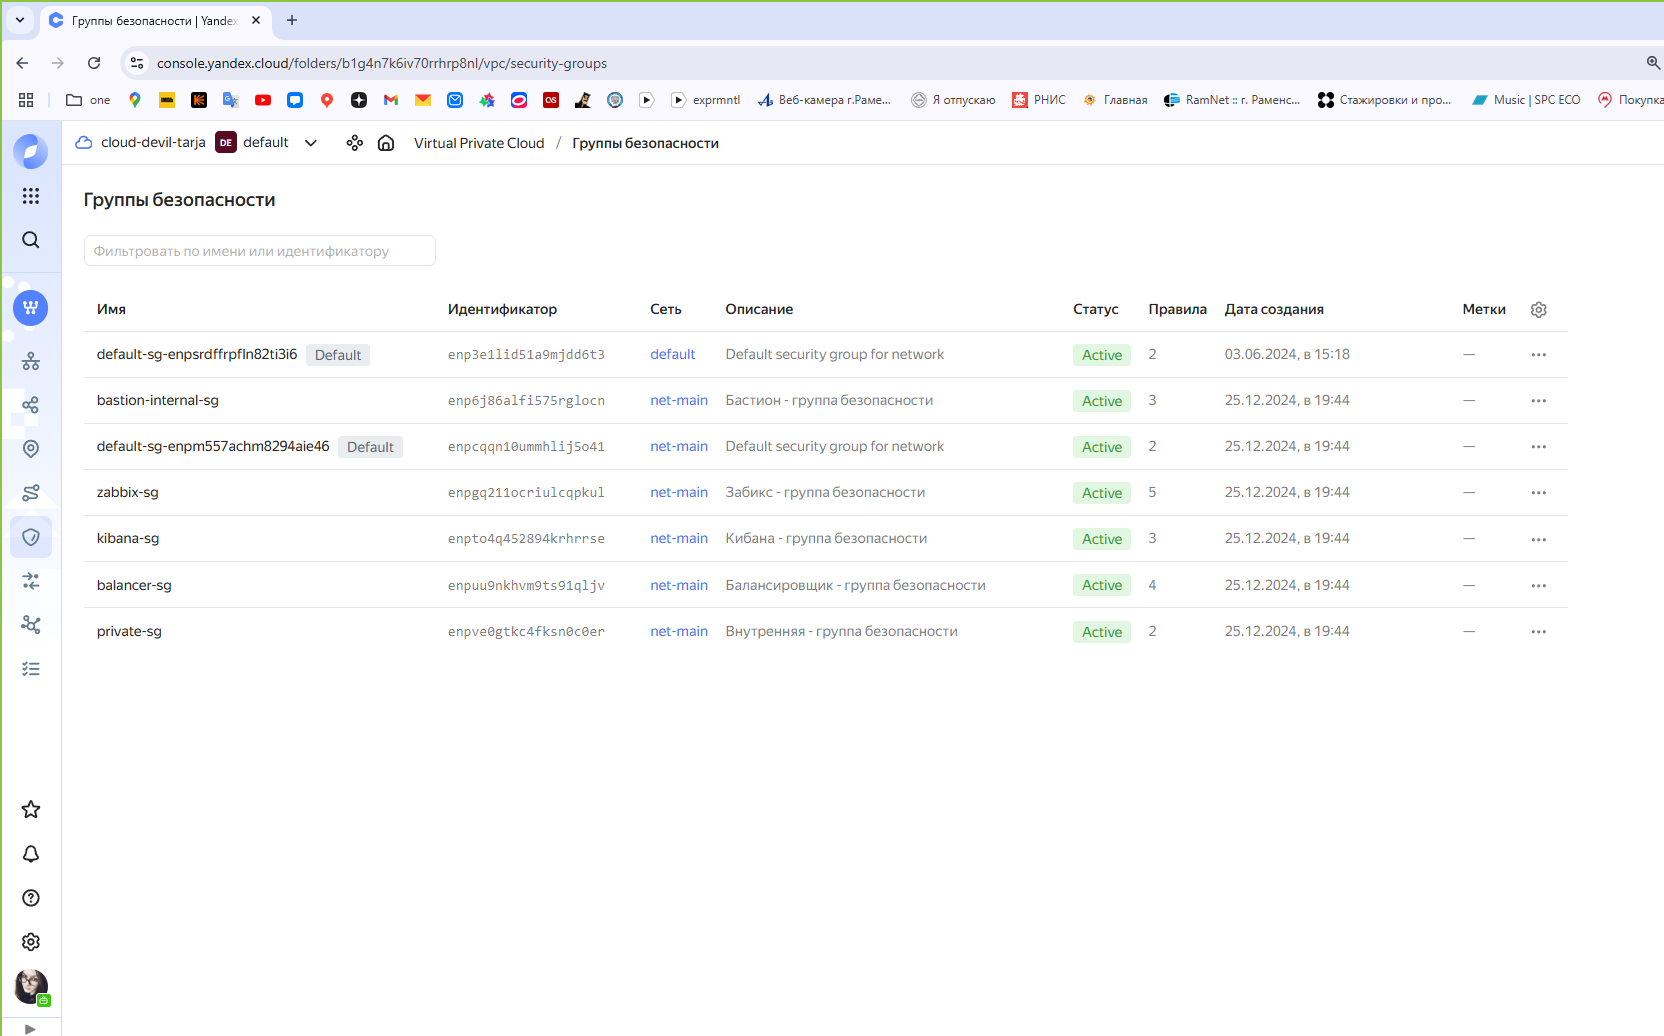 Группы безопасности | Yandex
console.yandex.cloud/folders/b1g4n7k6iv70rrhrp8nl/vpc/security-groups
one
exprmntl
Веб-камера г.Раме...
Я отпускаю
РНИС
Главная
RamNet :: г. Раменс...
Стажировки и про...
Music | SPC ECO
Покупка
cloud-devil-tarja DE default Virtual Private Cloud / Группы безопасности
Группы безопасности
Фильтровать по имени или идентификатору
Имя Идентификатор Сеть Описание Статус Правила Дата создания Метки
default-sg-enpsrdffrpfln82ti3i6 Default enp3e1lid51a9mjdd6t3 default Default security group for network Active 2 03.06.2024, в 15:18 —
bastion-internal-sg enp6j86alfi575rglocn net-main Бастион - группа безопасности Active 3 25.12.2024, в 19:44 —
default-sg-enpm557achm8294aie46 Default enpcqqn10ummhlij5o41 net-main Default security group for network Active 2 25.12.2024, в 19:44 —
zabbix-sg enpgq211ocriulcqpkul net-main Забикс - группа безопасности Active 5 25.12.2024, в 19:44 —
kibana-sg enpto4q452894krhrrse net-main Кибана - группа безопасности Active 3 25.12.2024, в 19:44 —
balancer-sg enpuu9nkhvm9ts91qljv net-main Балансировщик - группа безопасности Active 4 25.12.2024, в 19:44 —
private-sg enpve0gtkc4fksn0c0er net-main Внутренняя - группа безопасности Active 2 25.12.2024, в 19:44 —